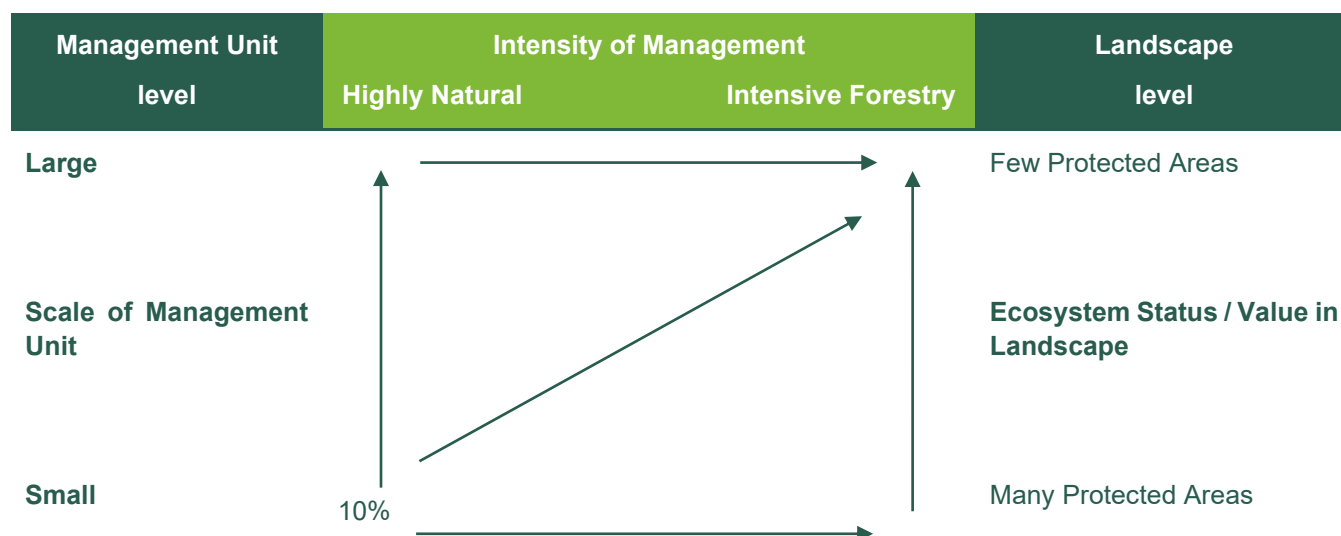 Management Unit
level
Intensity of Management
Highly Natural Intensive Forestry
Landscape
level
Large
Few Protected Areas
Scale of Management
Unit
Ecosystem Status / Value in
Landscape
Small
10%
Many Protected Areas